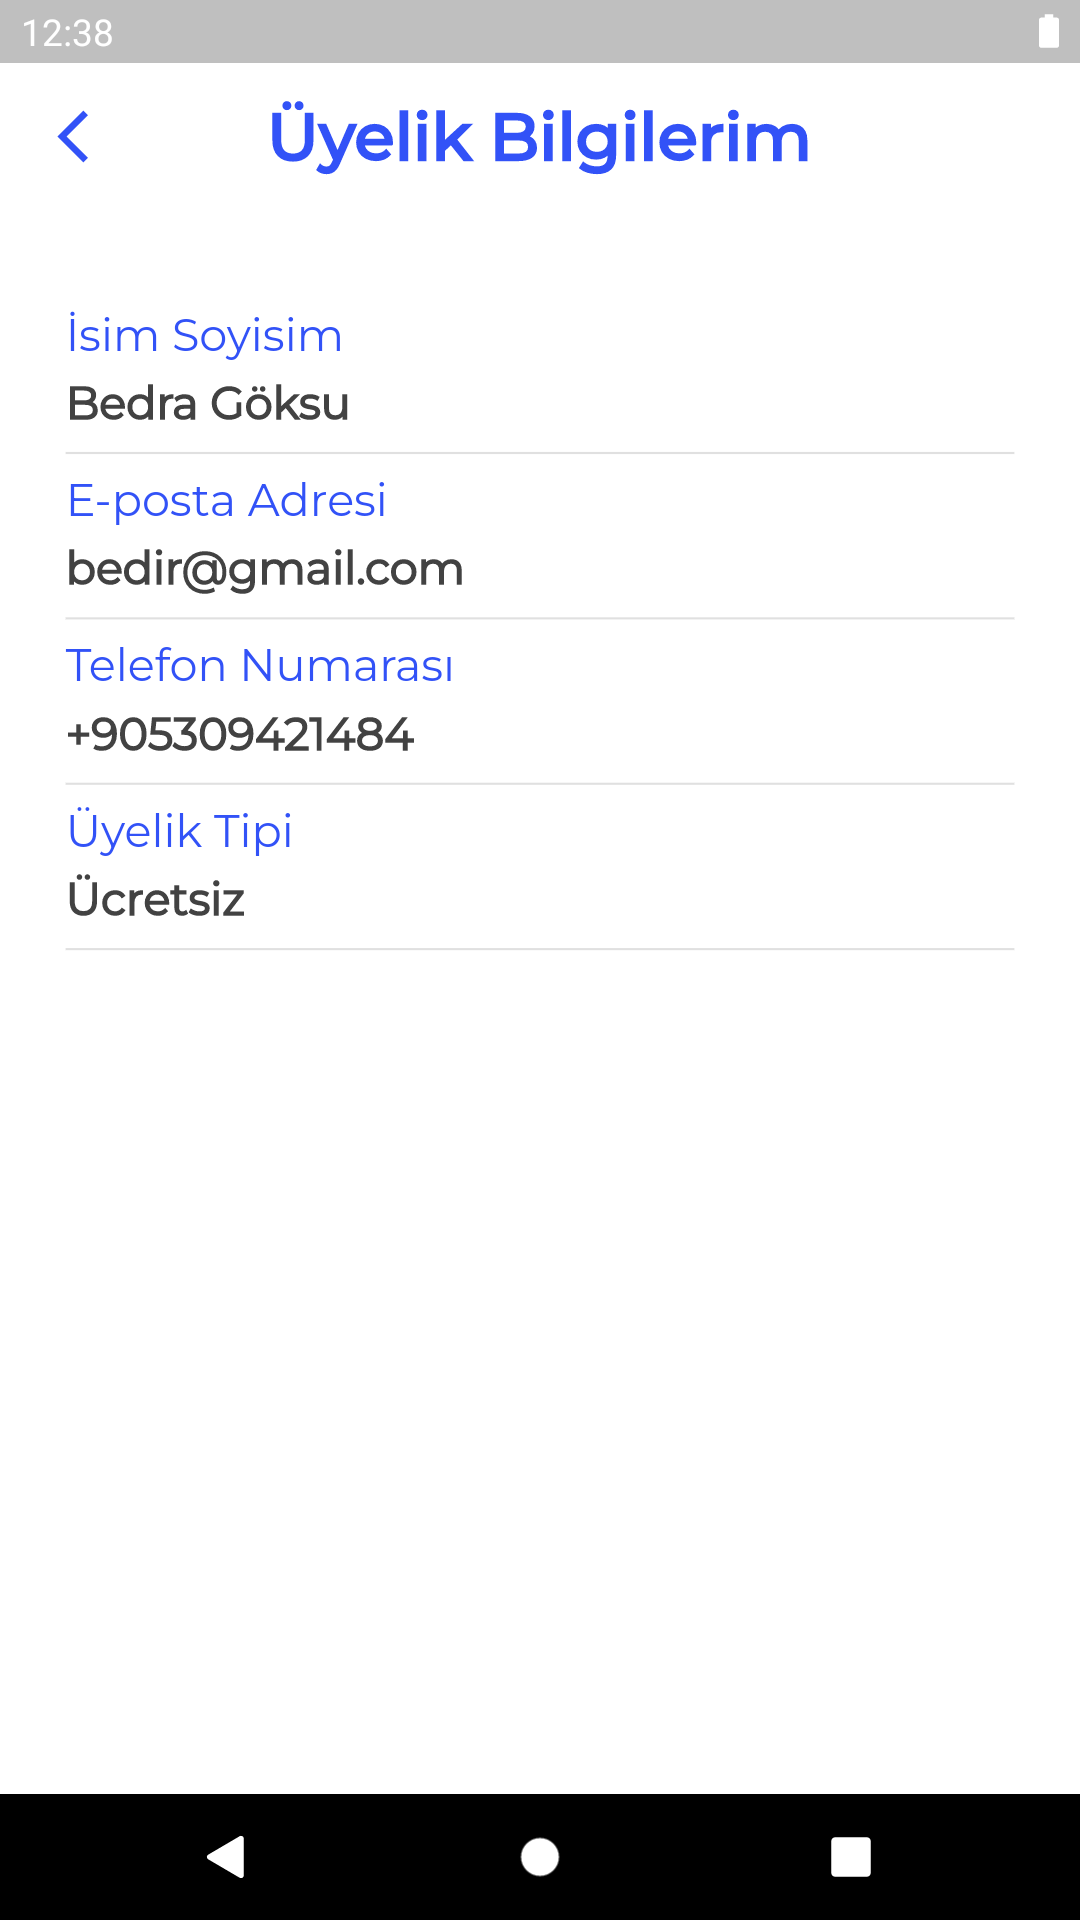 12:38
Üyelik Bilgilerim
İsim Soyisim
Bedra Göksu
E-posta Adresi
bedir@gmail.com
Telefon Numarası
+905309421484
Üyelik Tipi
Ücretsiz